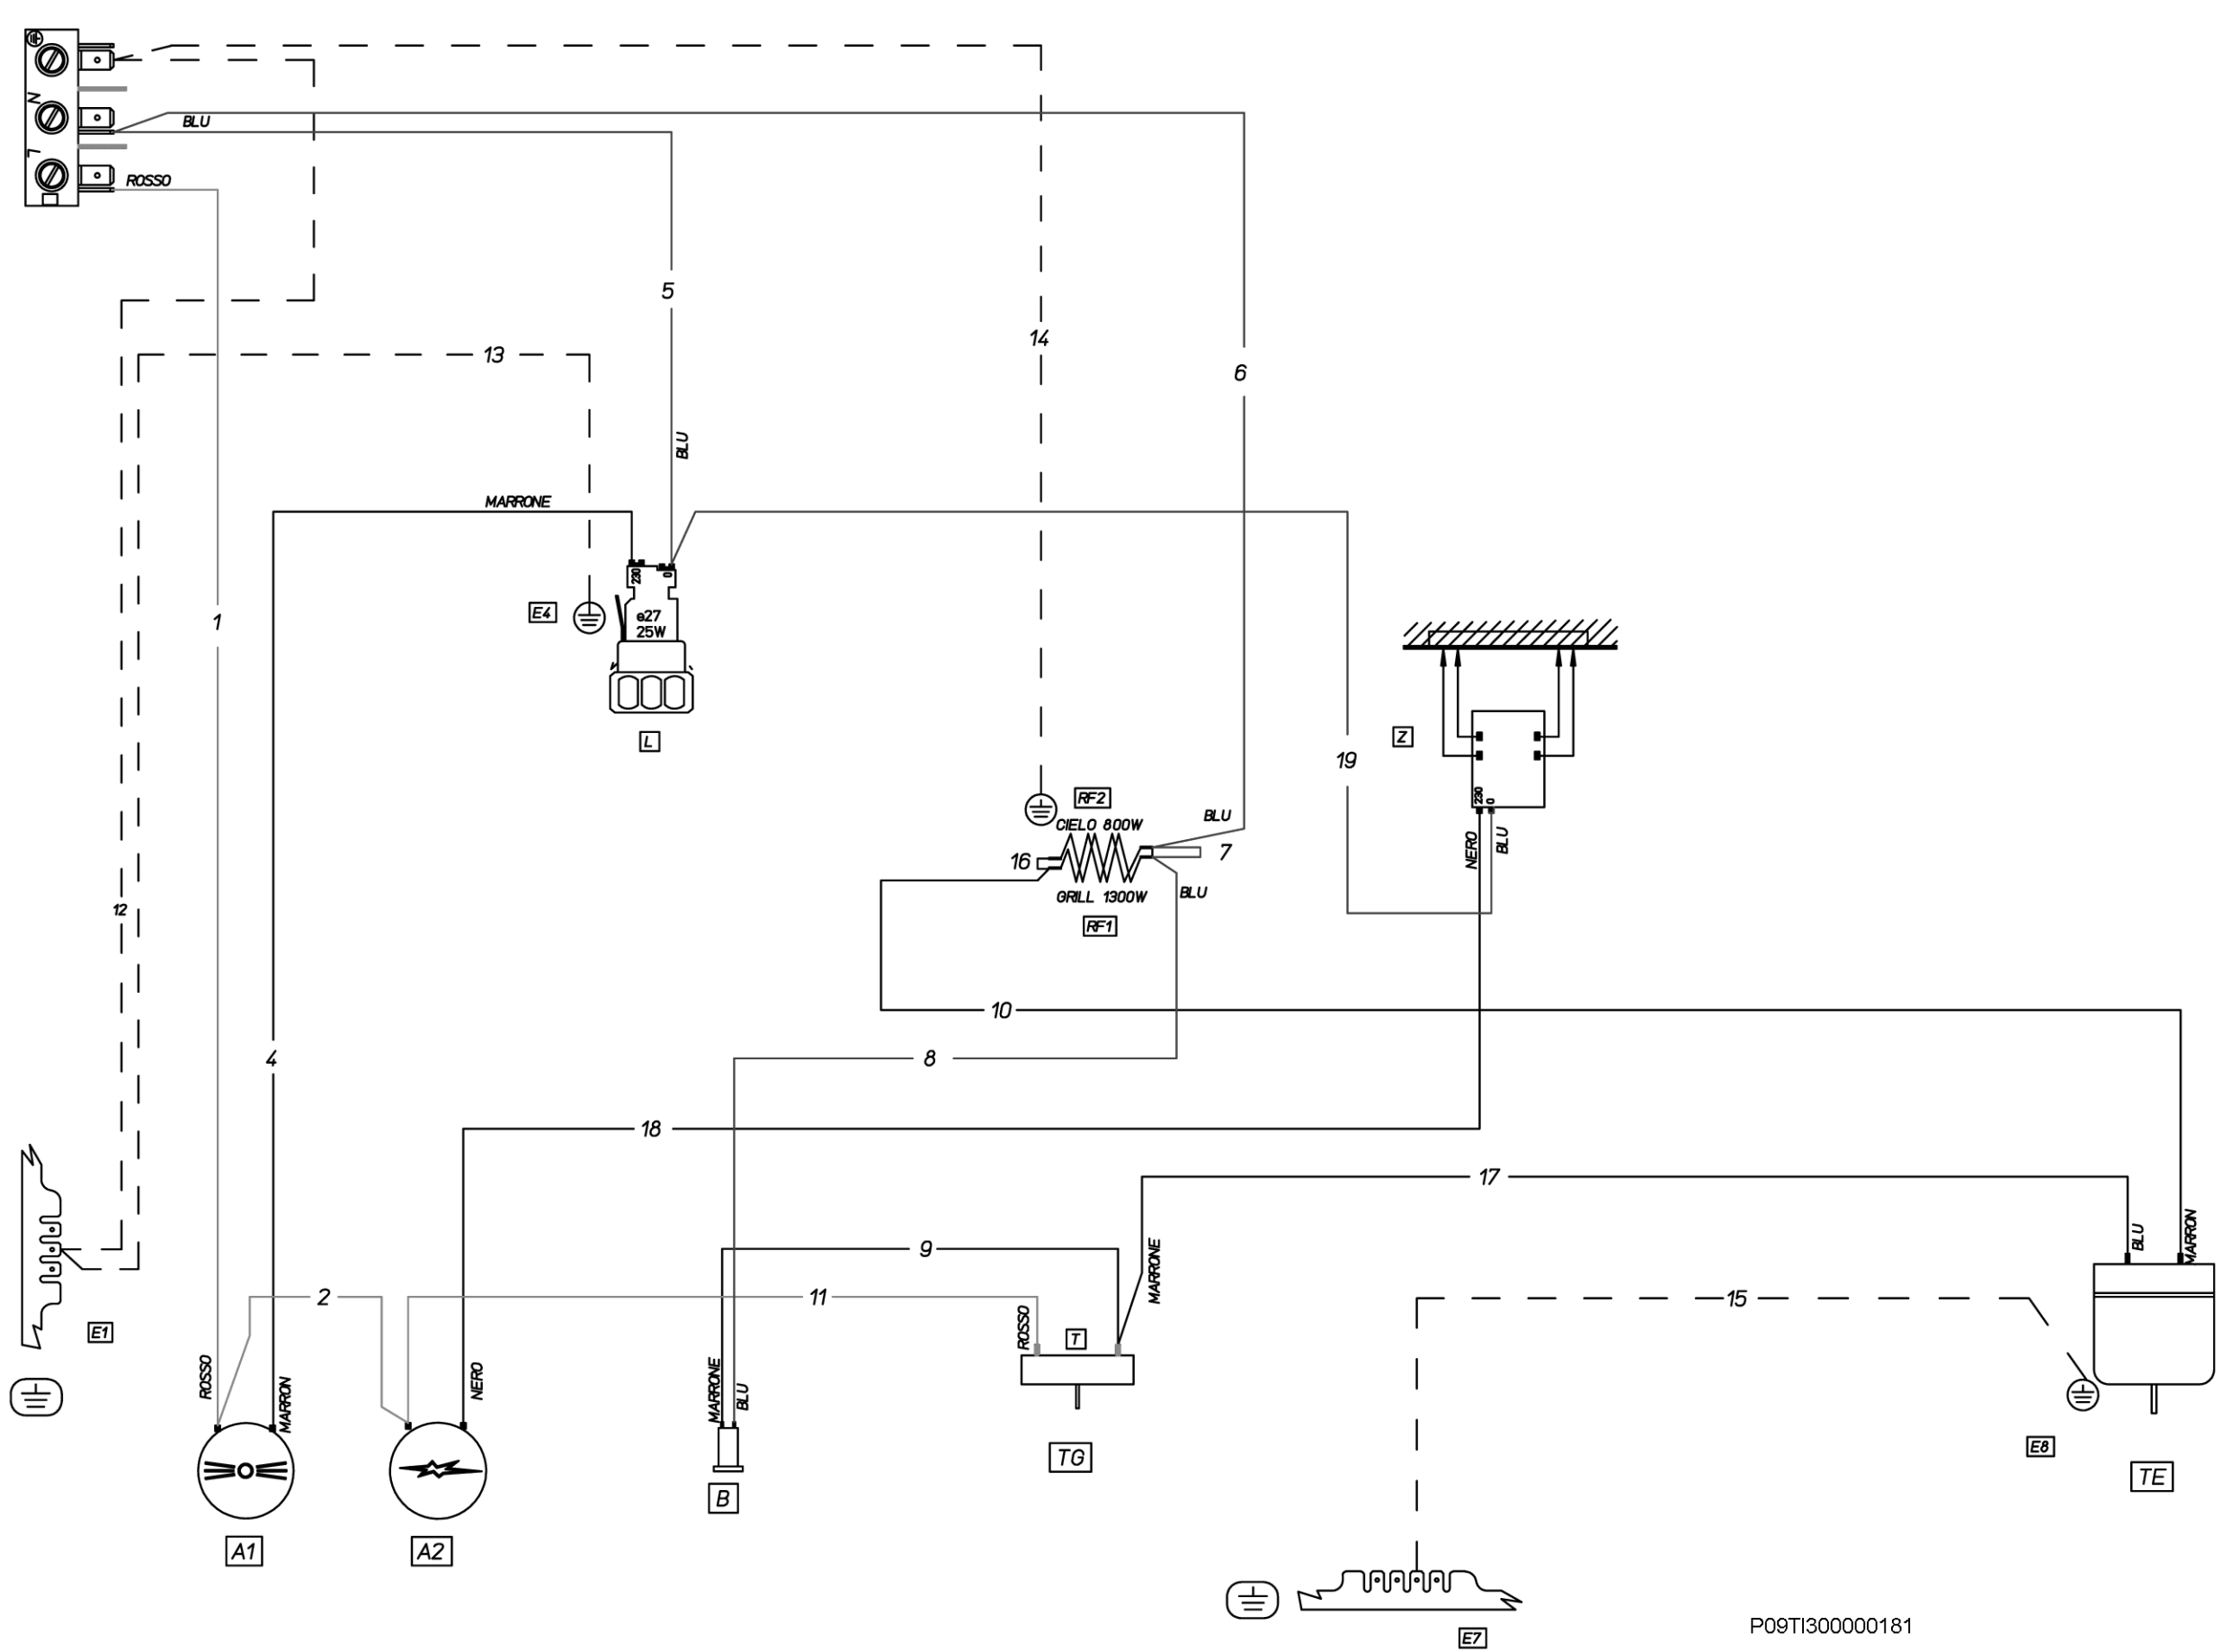 N
BLU
L
ROSSO
5
14
13
6
BLU
MARRONE
230
0
E4
e27
25W
1
L
Z
19
RF2
230
0
BLU
CIELO 800W
NERO
BLU
16
7
GRILL 1300W
BLU
12
RF1
10
4
8
18
17
BLU
MARRON
9
MARRONE
2
11
15
ROSSO
T
E1
ROSSO
MARRON
NERO
MARRONE
BLU
TG
E8
TE
B
A1
A2
P09TI300000181
E7